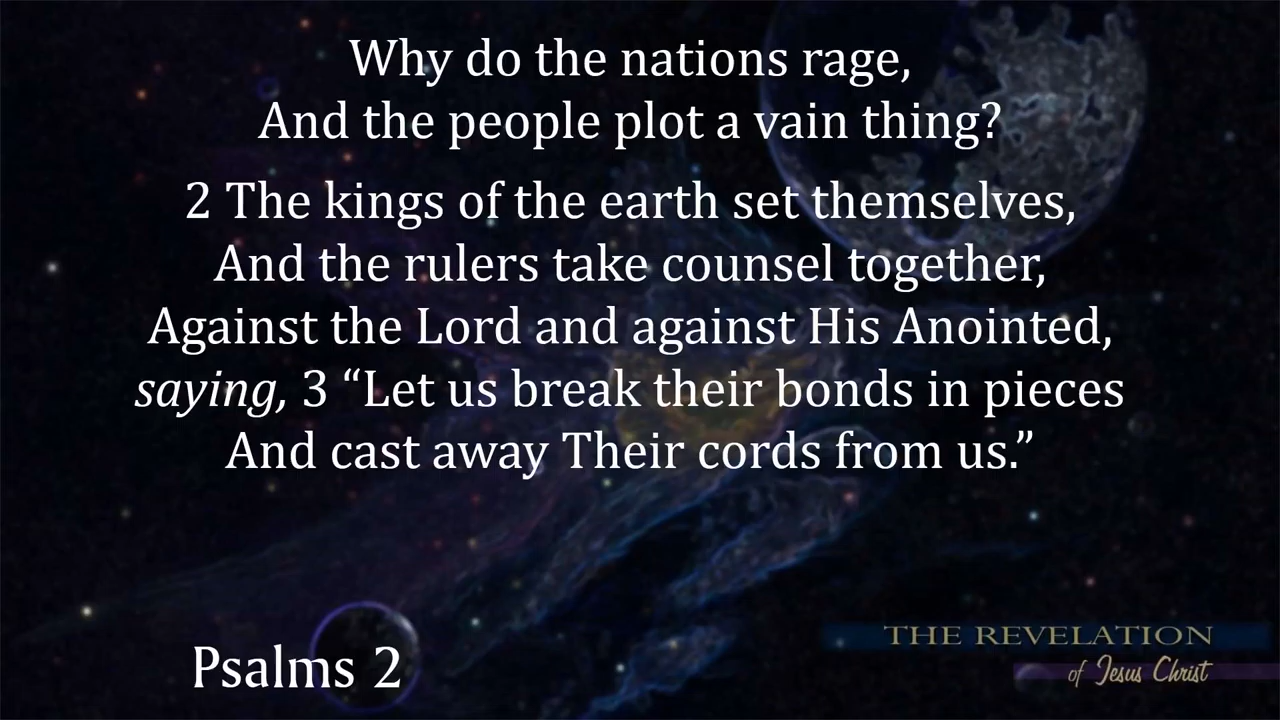 Why do the nations rage,
And the people plot a vain thing?
2 The kings of the earth set themselves,
And the rulers take counsel together,
Against the Lord and against His Anointed,
saying, 3 “Let us break their bonds in pieces
And cast away Their cords from us.”
Psalms 2
THE REVELATION
of Jesus Christ